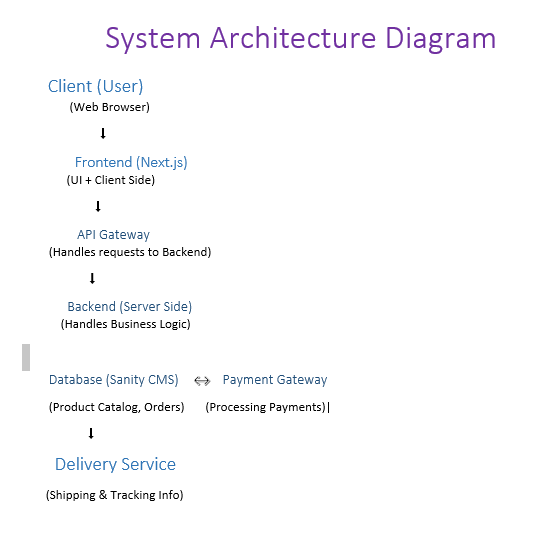 System Architecture Diagram
Client (User)
(Web Browser)
⬇
Frontend (Next.js)
(UI + Client Side)
⬇
API Gateway
(Handles requests to Backend)
⬇
Backend (Server Side)
(Handles Business Logic)
Database (Sanity CMS) ↔ Payment Gateway
(Product Catalog, Orders) (Processing Payments)
⬇
Delivery Service
(Shipping & Tracking Info)